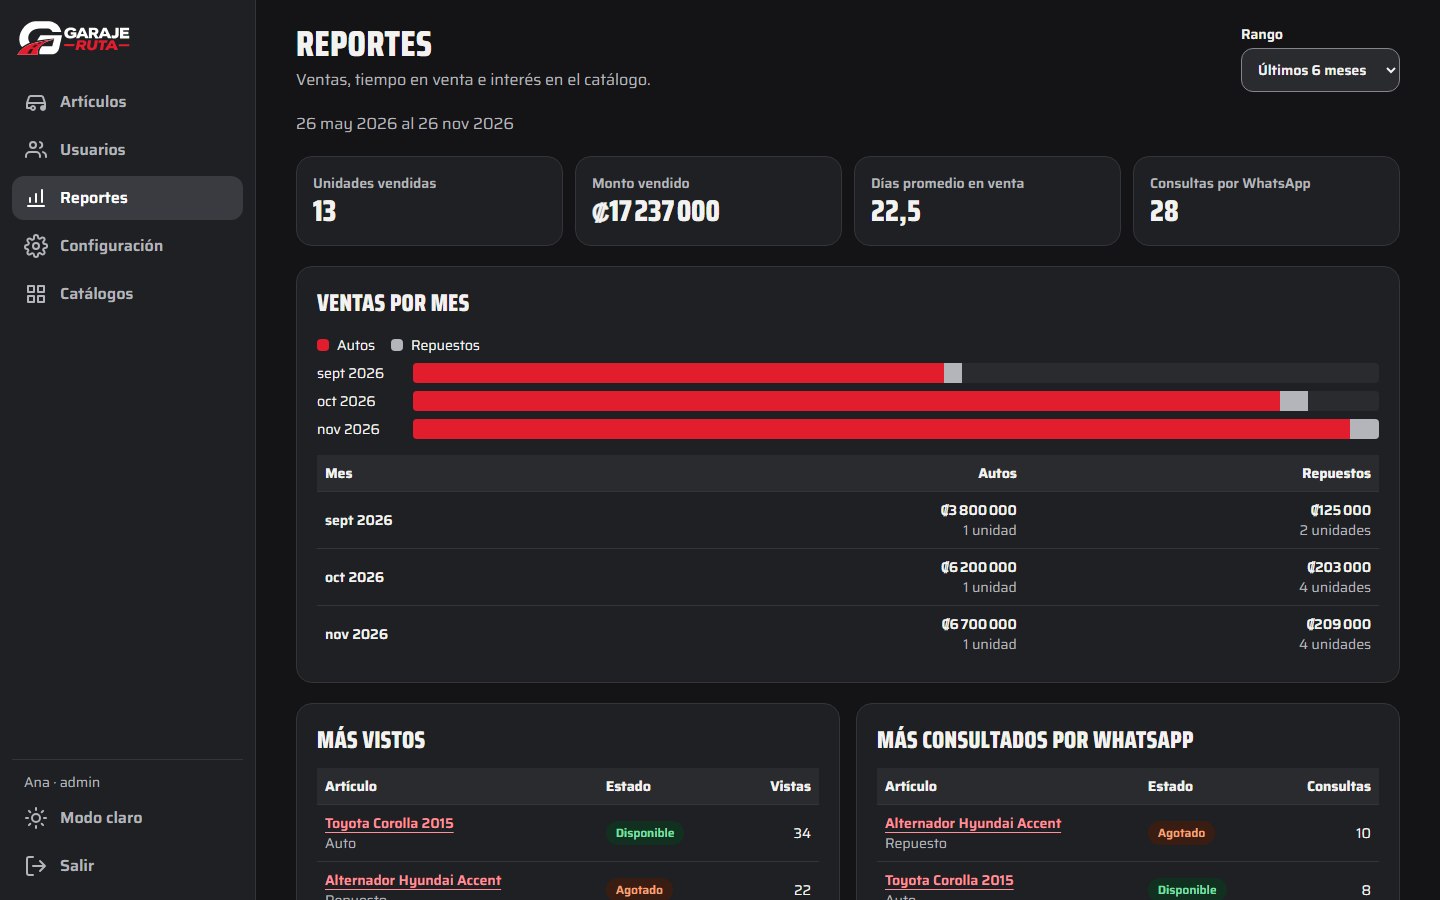 GARAJE
RUTA
Artículos
Usuarios
Reportes
Configuración
Catálogos
Ana · admin
Modo claro
Salir
REPORTES
Ventas, tiempo en venta e interés en el catálogo.
Rango
Últimos 6 meses
26 may 2026 al 26 nov 2026
Unidades vendidas
13
Monto vendido
₡17 237 000
Días promedio en venta
22,5
Consultas por WhatsApp
28
VENTAS POR MES
Autos Repuestos
sept 2026
oct 2026
nov 2026
Mes Autos Repuestos
sept 2026 ₡3 800 000 ₡125 000
1 unidad 2 unidades
oct 2026 ₡6 200 000 ₡203 000
1 unidad 4 unidades
nov 2026 ₡6 700 000 ₡209 000
1 unidad 4 unidades
MÁS VISTOS
Artículo Estado Vistas
Toyota Corolla 2015 Disponible 34
Auto
Alternador Hyundai Accent Agotado 22
Repuesto
MÁS CONSULTADOS POR WHATSAPP
Artículo Estado Consultas
Alternador Hyundai Accent Agotado 10
Repuesto
Toyota Corolla 2015 Disponible 8
Auto